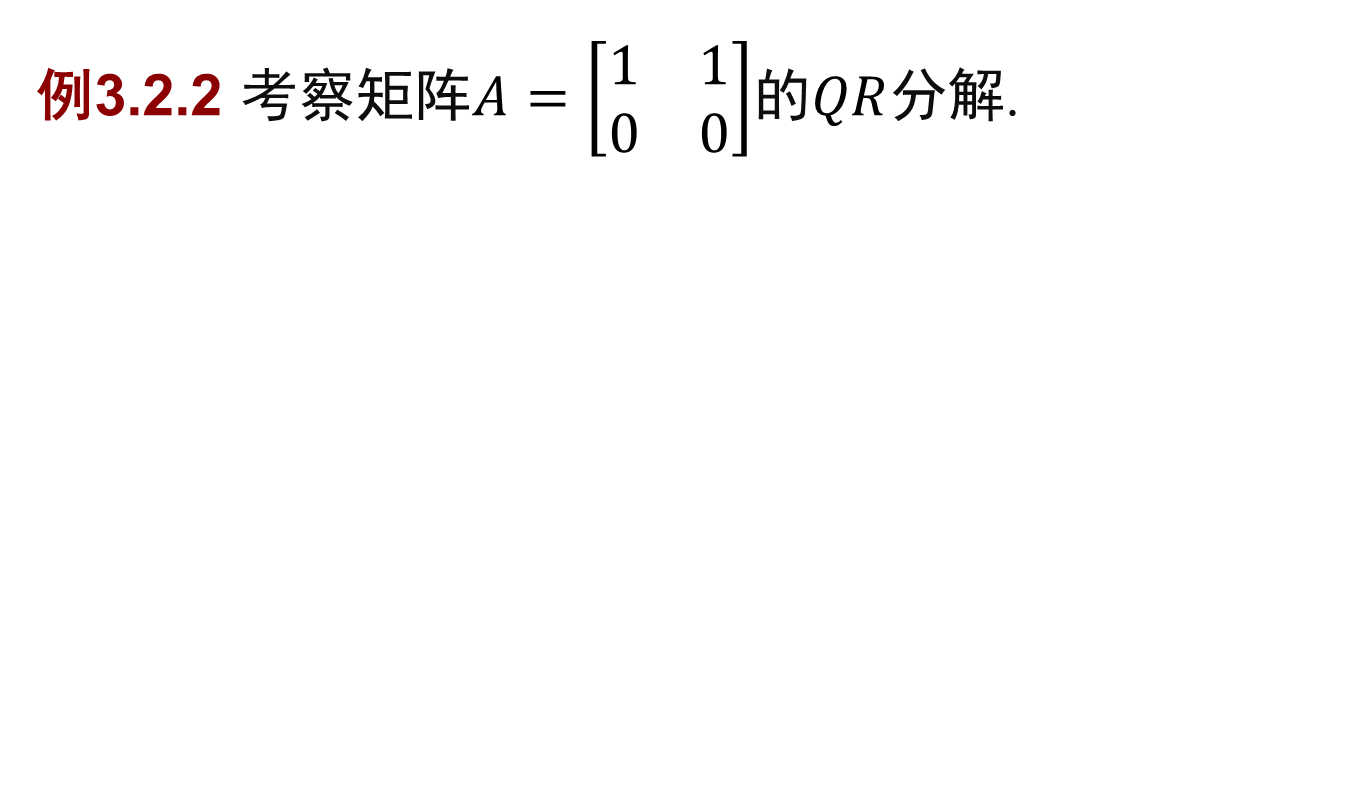 例3.2.2 考察矩阵A = [1 1; 0 0]的QR分解.